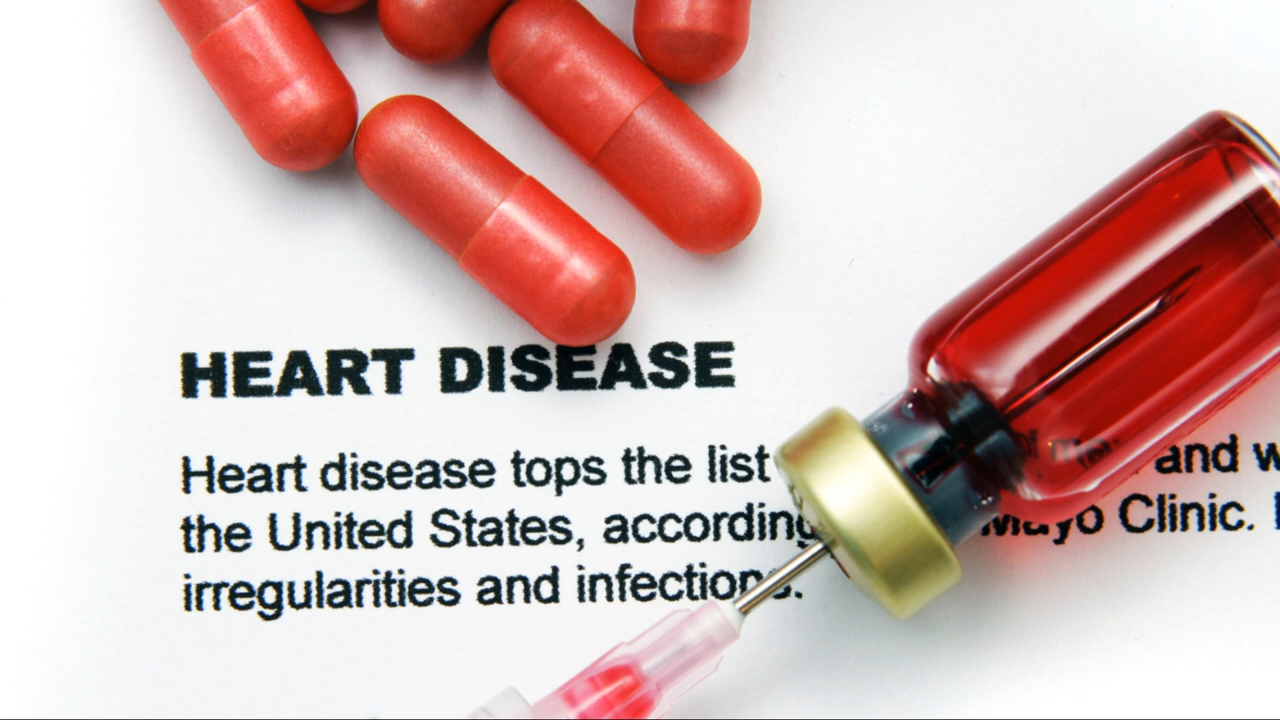 HEART DISEASE
Heart disease tops the list and
the United States, according Mayo Clinic.
irregularities and infections.